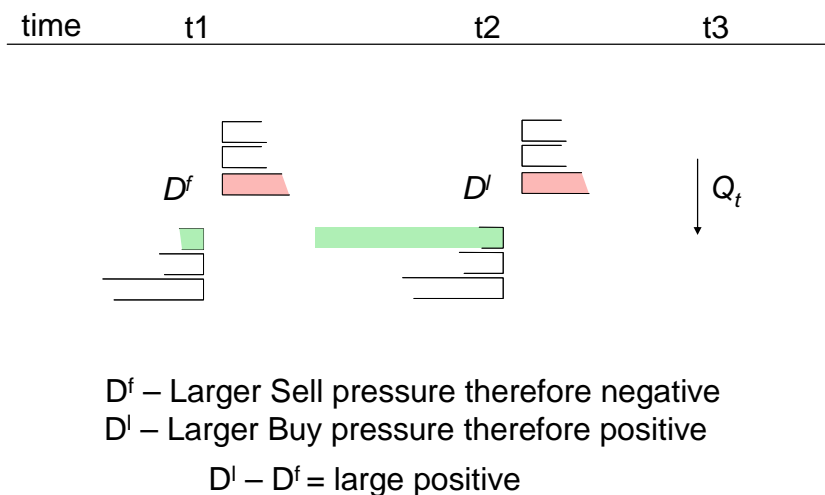 time t1 t2 t3
Dᶠ Dˡ Qₜ
Dᶠ – Larger Sell pressure therefore negative
Dˡ – Larger Buy pressure therefore positive
Dˡ – Dᶠ = large positive